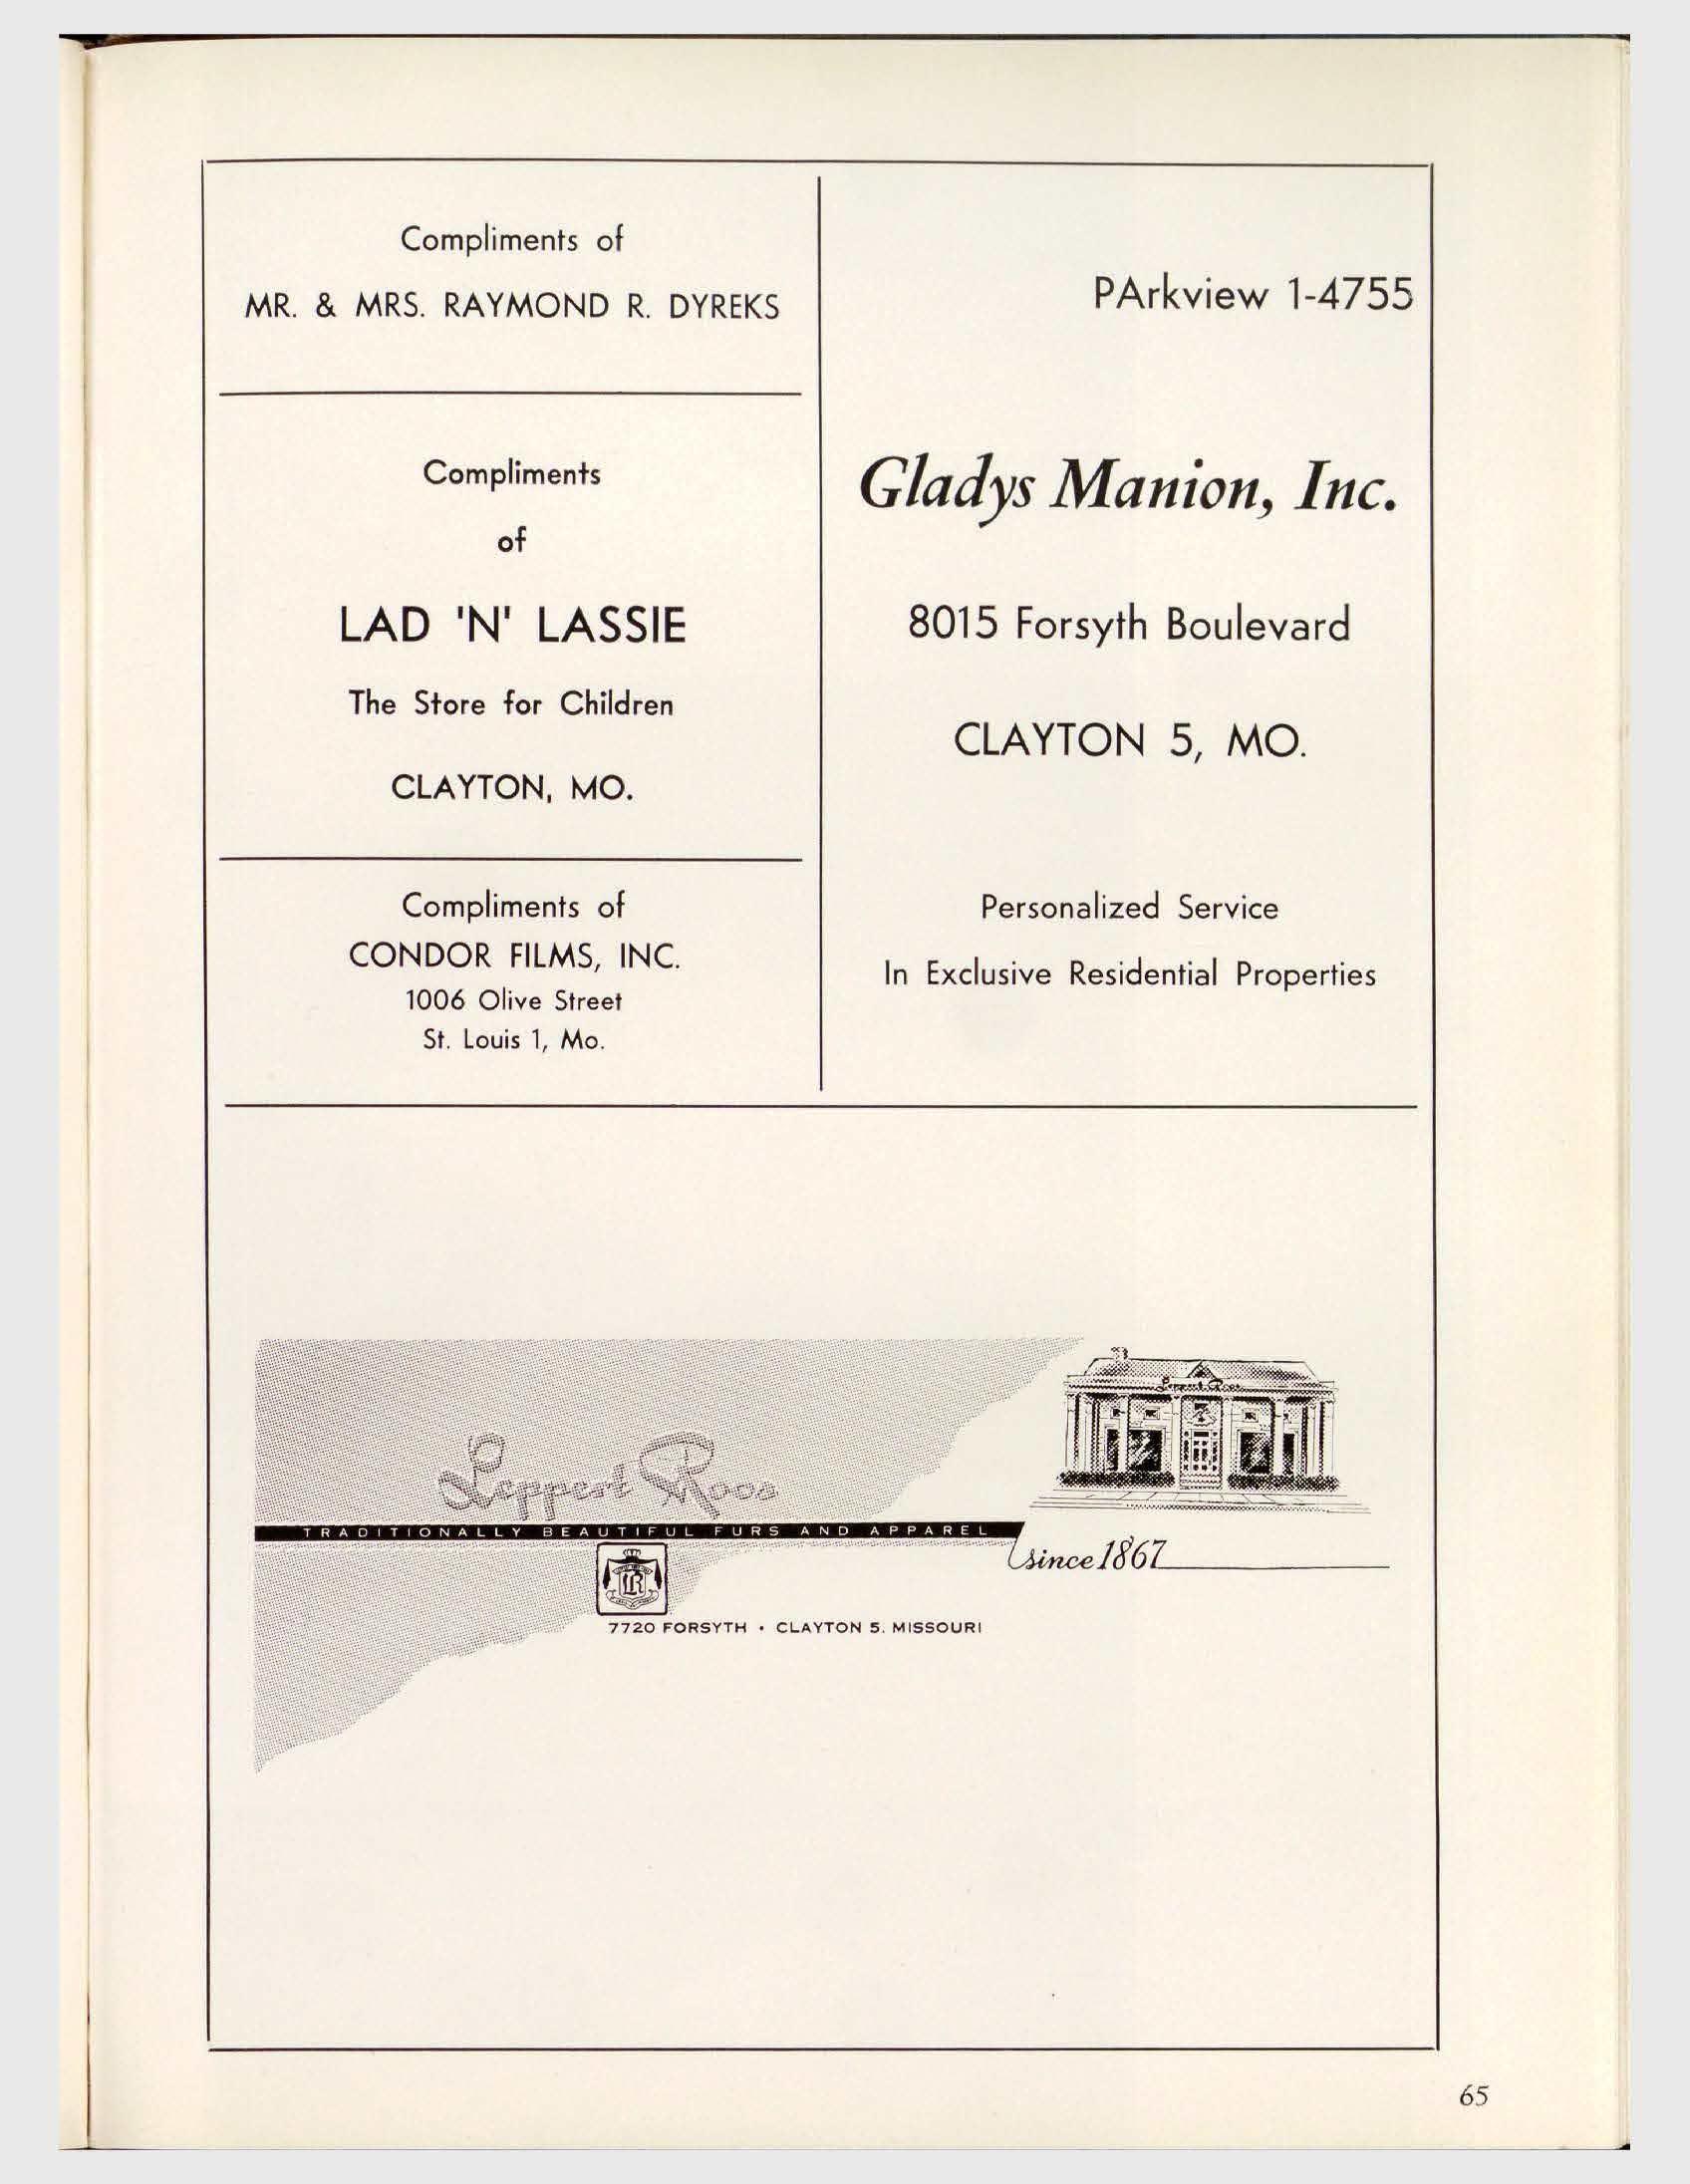 Compliments of
MR. & MRS. RAYMOND R. DYREKS
Compliments
of
LAD 'N' LASSIE
The Store for Children
CLAYTON, MO.
Compliments of
CONDOR FILMS, INC.
1006 Olive Street
St. Louis 1, Mo.
PArkview 1-4755
Gladys Manion, Inc.
8015 Forsyth Boulevard
CLAYTON 5, MO.
Personalized Service
In Exclusive Residential Properties
Leppert Roos
Leppert Roos
TRADITIONALLY BEAUTIFUL FURS AND APPAREL
since 1867
LR
7720 FORSYTH • CLAYTON 5. MISSOURI
65